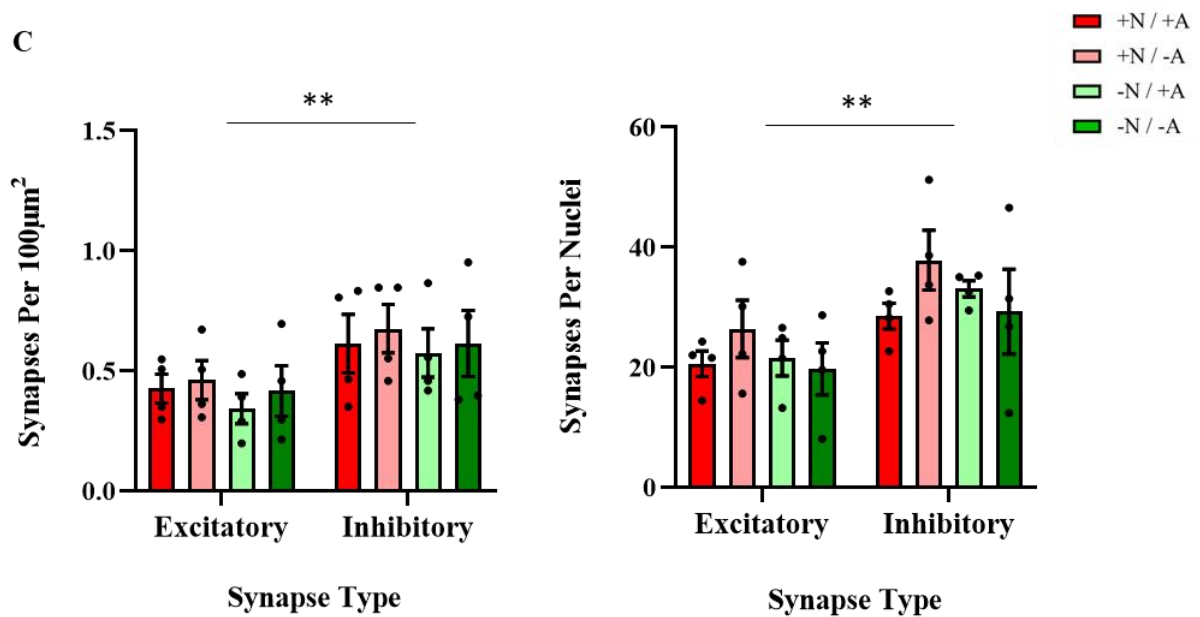 C
+N / +A
+N / -A
-N / +A
-N / -A
**
1.5
1.0
0.5
0.0
Synapses Per 100µm²
Excitatory Inhibitory
Synapse Type
**
60
40
20
0
Synapses Per Nuclei
Excitatory Inhibitory
Synapse Type